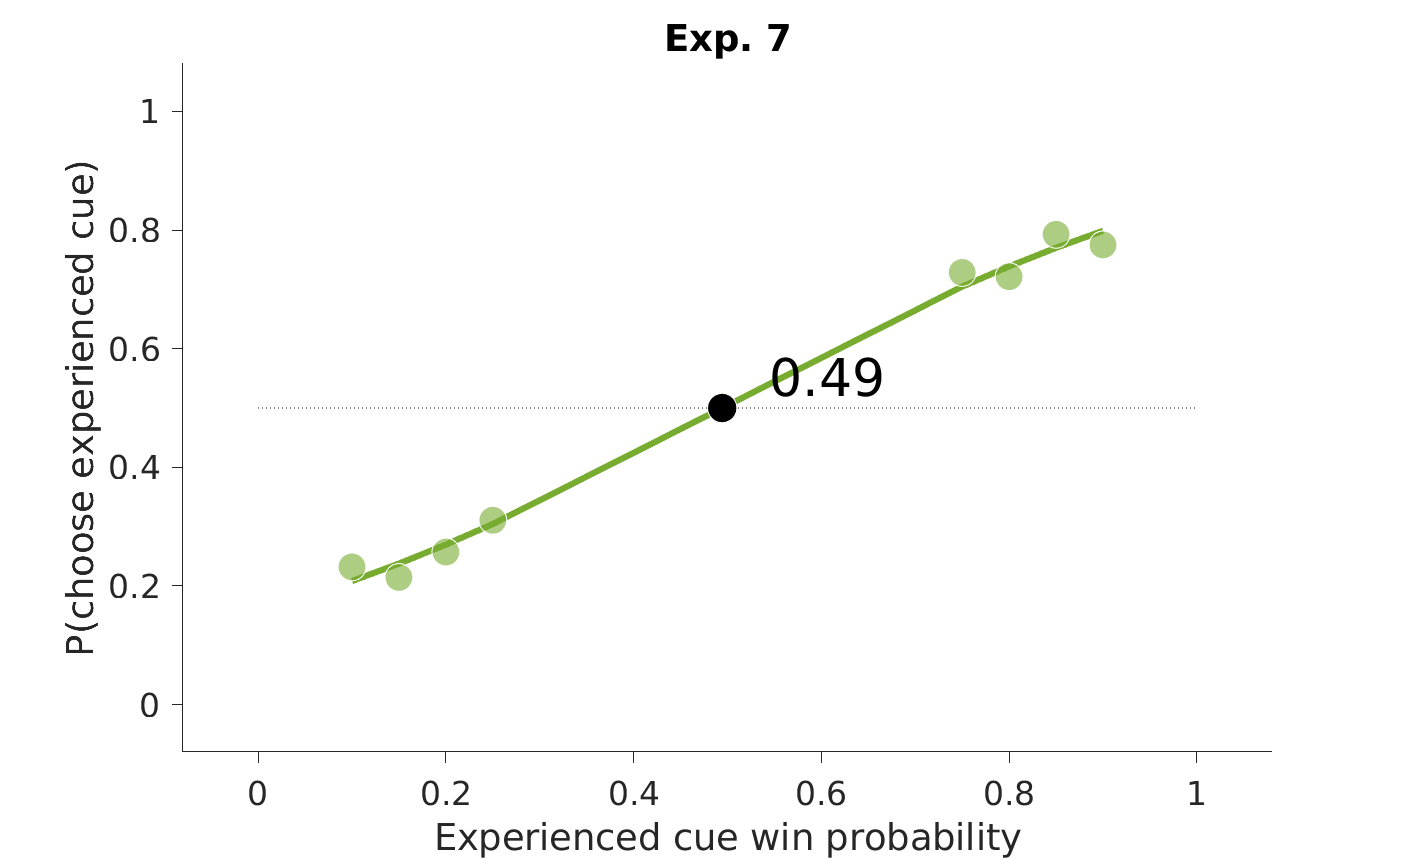 Exp. 7
P(choose experienced cue)
1
0.8
0.6
0.4
0.2
0
0.49
0 0.2 0.4 0.6 0.8 1
Experienced cue win probability